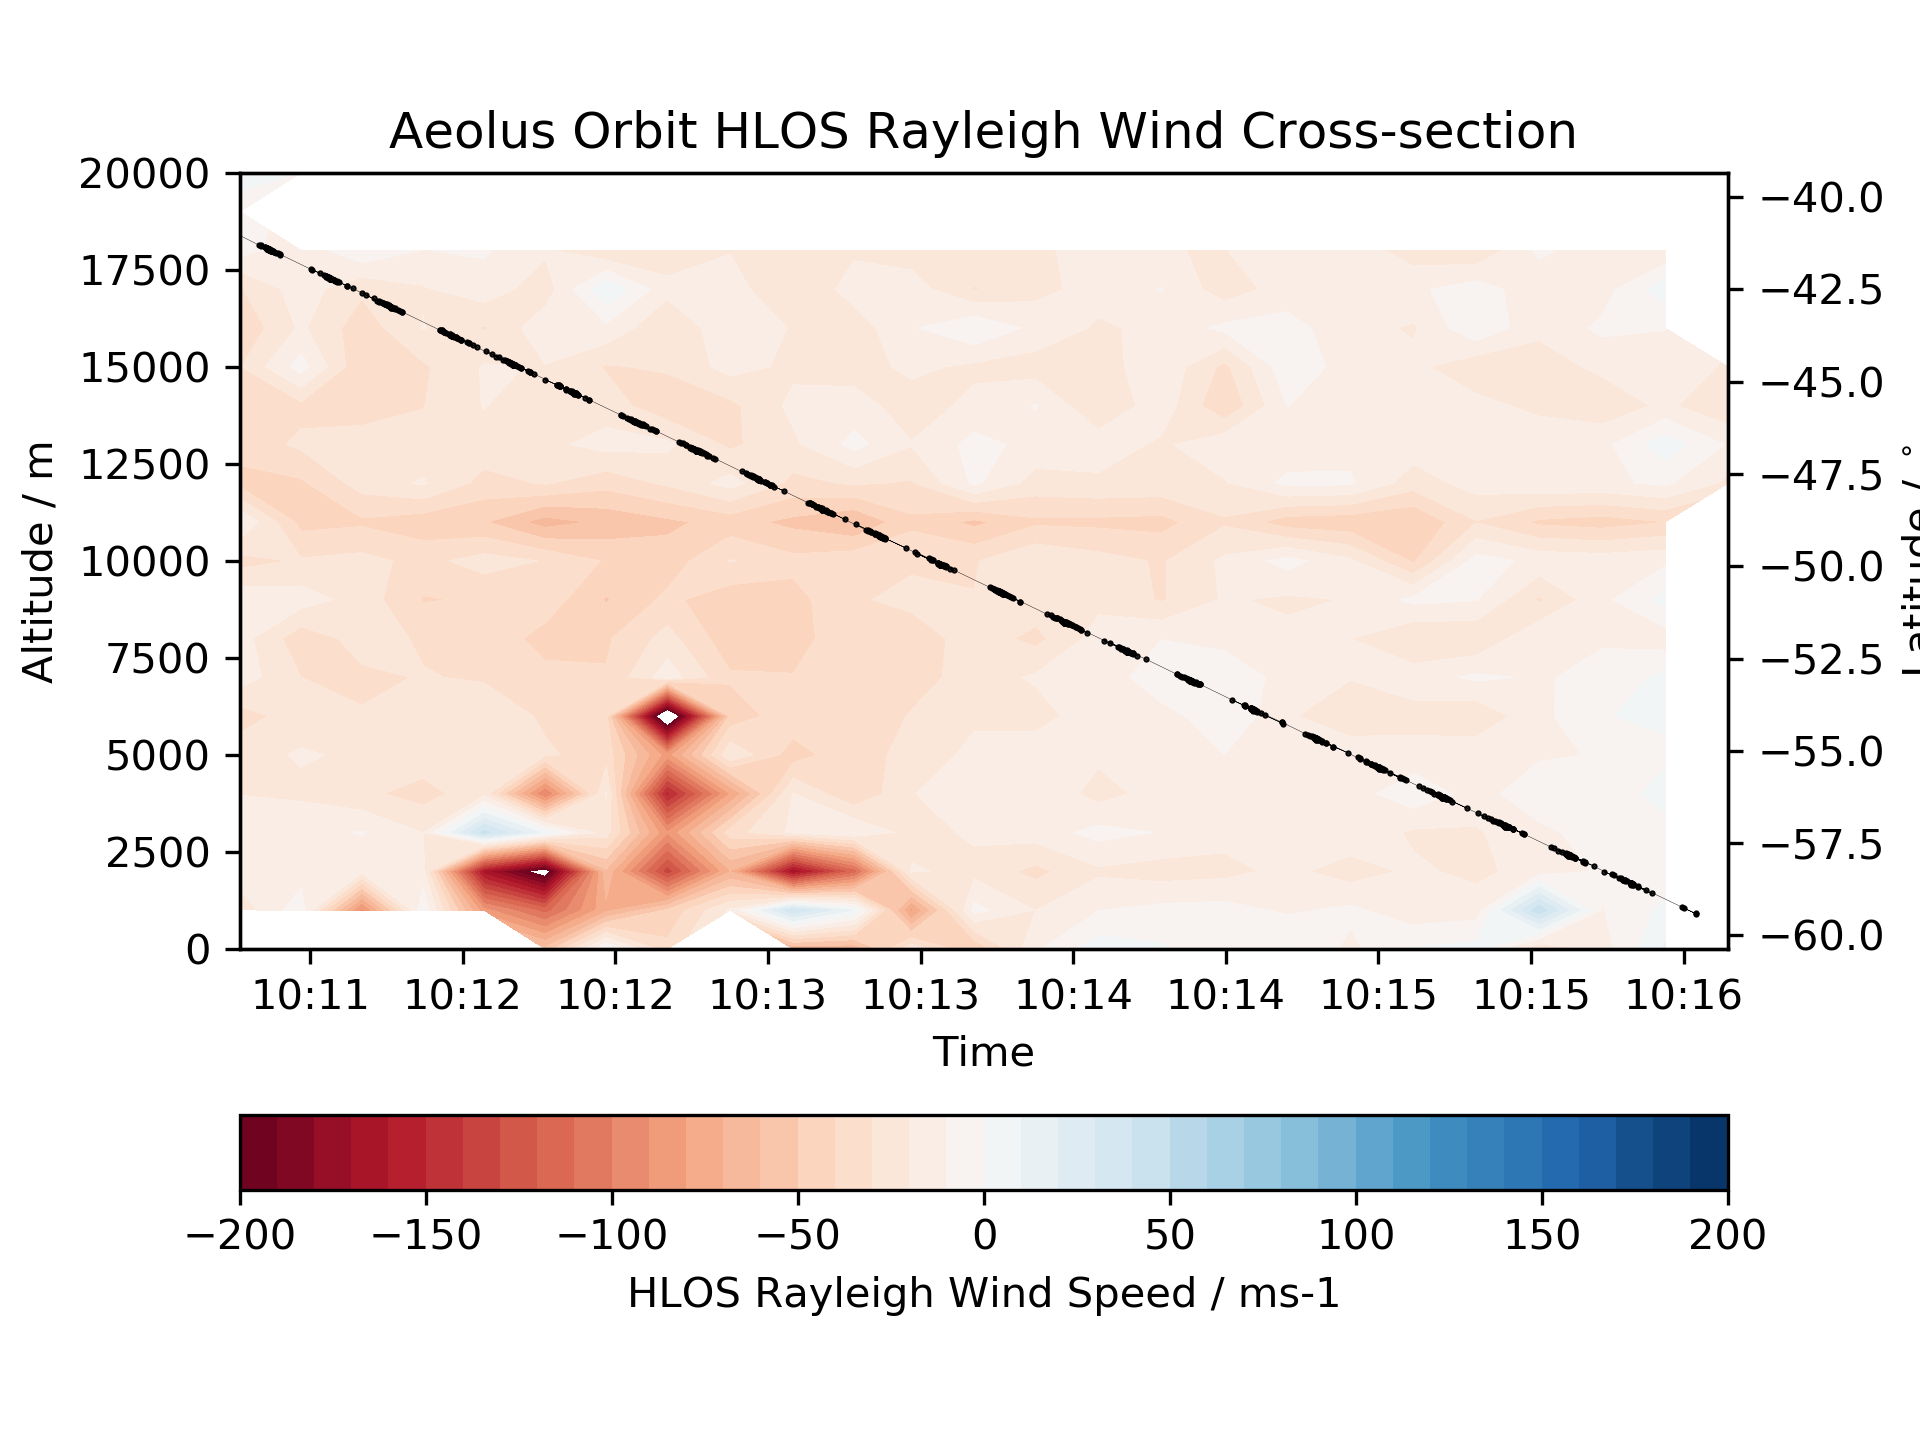 Aeolus Orbit HLOS Rayleigh Wind Cross-section
20000
17500
15000
12500
10000
7500
5000
2500
0
Altitude / m
−40.0
−42.5
−45.0
−47.5
−50.0
−52.5
−55.0
−57.5
−60.0
Latitude / °
10:11 10:12 10:12 10:13 10:13 10:14 10:14 10:15 10:15 10:16
Time
−200 −150 −100 −50 0 50 100 150 200
HLOS Rayleigh Wind Speed / ms-1